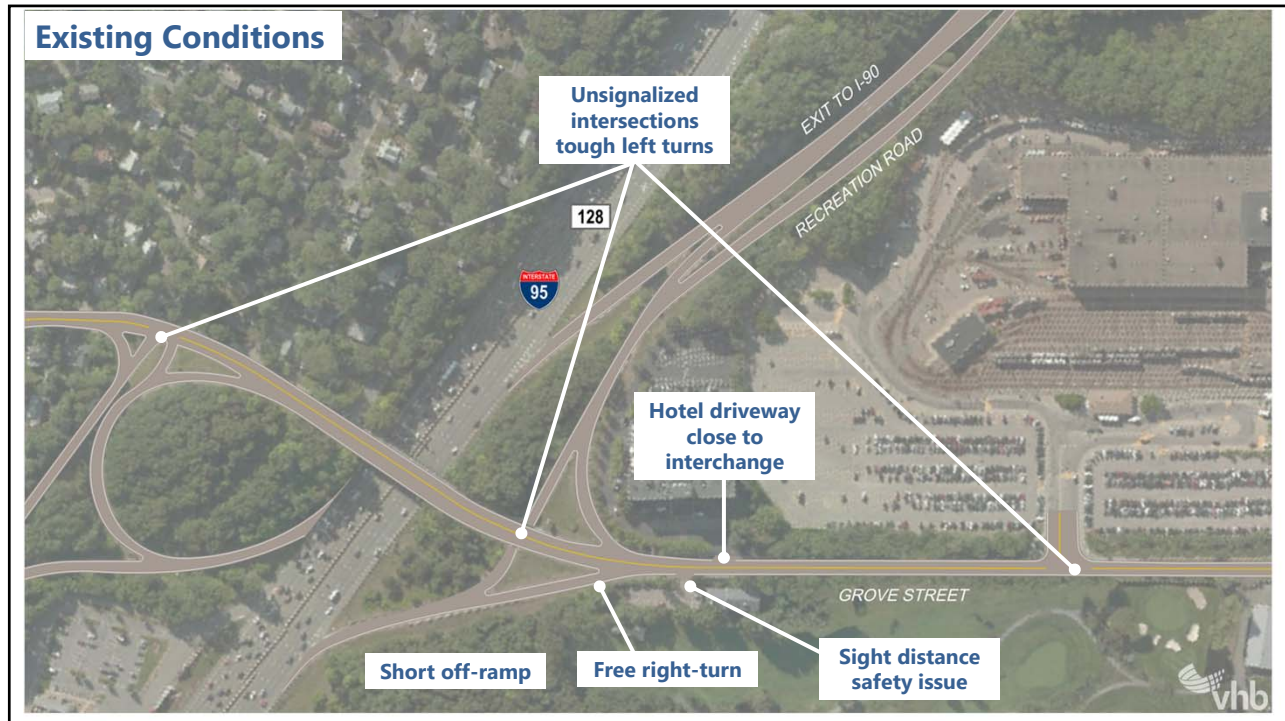 Existing Conditions
Unsignalized
intersections
tough left turns
EXIT TO I-90
RECREATION ROAD
128
INTERSTATE
95
Hotel driveway
close to
interchange
GROVE STREET
Short off-ramp
Free right-turn
Sight distance
safety issue
vhb